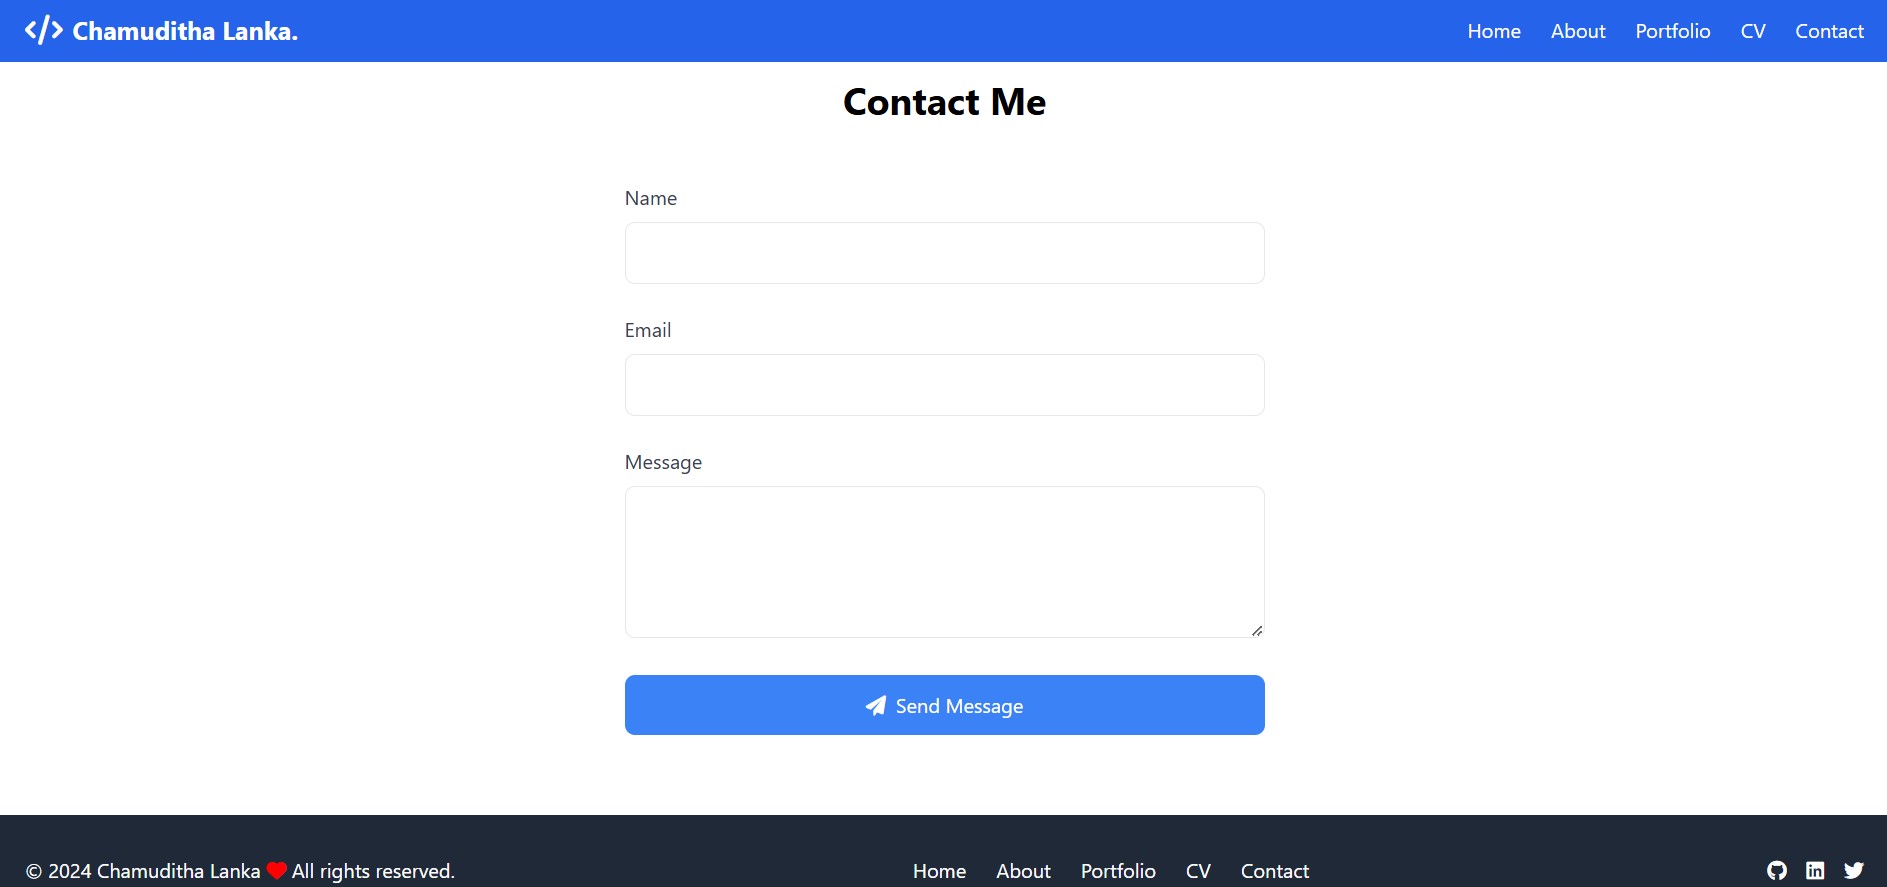 Chamuditha Lanka.
Home About Portfolio CV Contact
Contact Me
Name
Email
Message
Send Message
© 2024 Chamuditha Lanka All rights reserved.
Home About Portfolio CV Contact